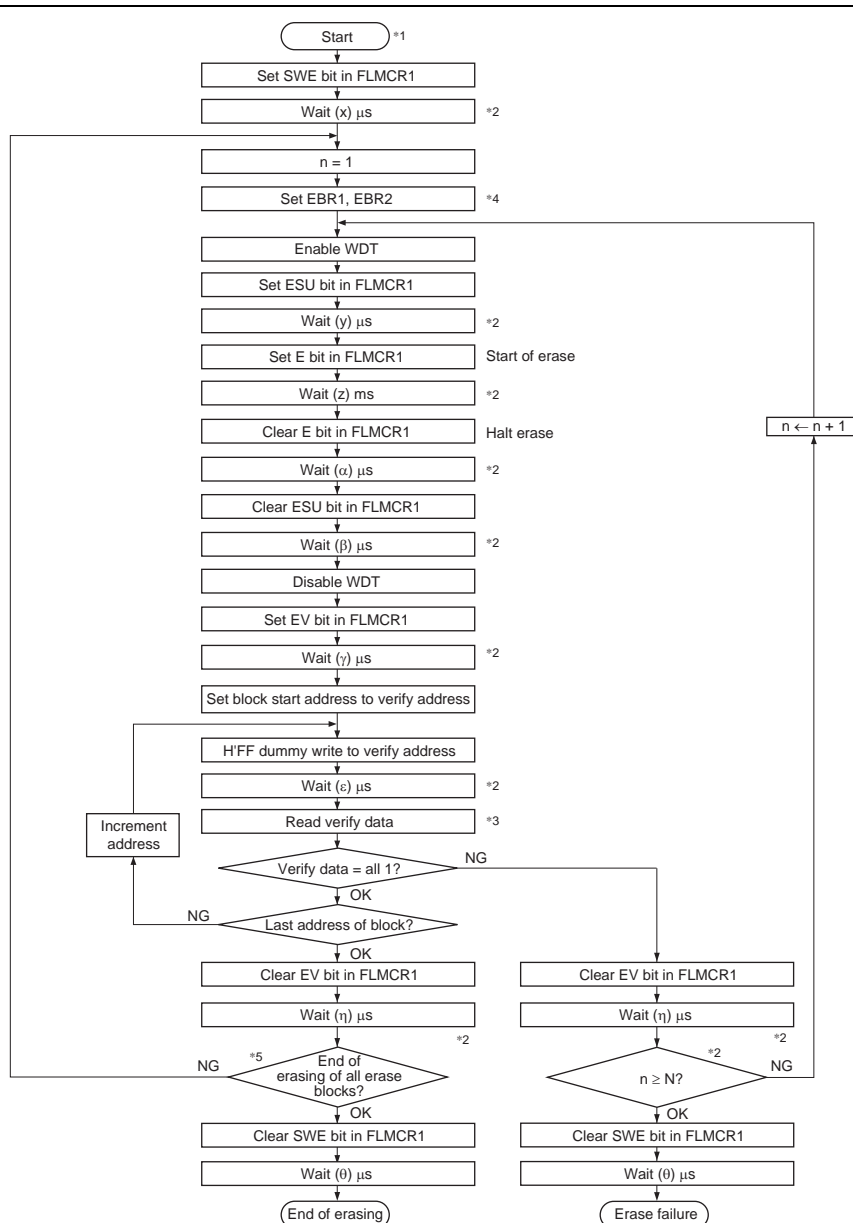 Start *1
Set SWE bit in FLMCR1
Wait (x) μs *2
n = 1
Set EBR1, EBR2 *4
Enable WDT
Set ESU bit in FLMCR1
Wait (y) μs *2
Set E bit in FLMCR1 Start of erase
Wait (z) ms *2
n ← n + 1
Clear E bit in FLMCR1 Halt erase
Wait (α) μs *2
Clear ESU bit in FLMCR1
Wait (β) μs *2
Disable WDT
Set EV bit in FLMCR1
Wait (γ) μs *2
Set block start address to verify address
H'FF dummy write to verify address
Wait (ε) μs *2
Increment
address
Read verify data *3
Verify data = all 1? NG
OK
NG Last address of block?
OK
Clear EV bit in FLMCR1 Clear EV bit in FLMCR1
Wait (η) μs Wait (η) μs
*2 *2
NG *5 End of
erasing of all erase
blocks?
*2 n ≥ N? NG
OK OK
Clear SWE bit in FLMCR1 Clear SWE bit in FLMCR1
Wait (θ) μs Wait (θ) μs
End of erasing Erase failure